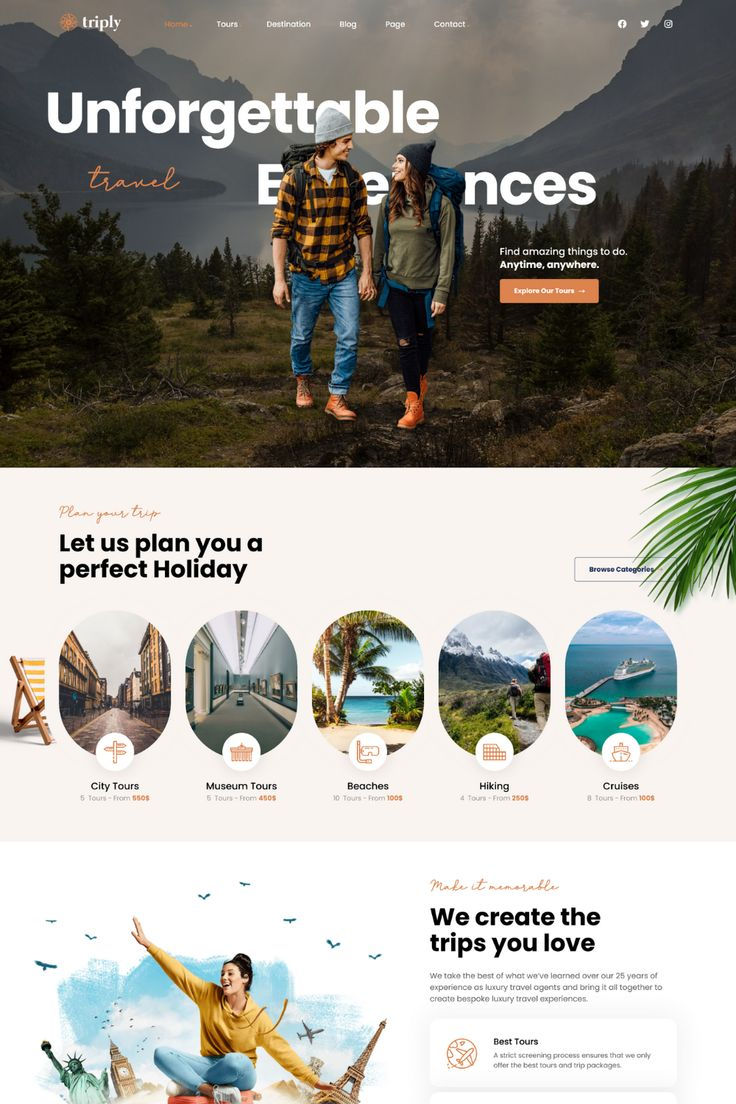 triply
Home Tours Destination Blog Page Contact
Unforgettable
travel
E e nces
Find amazing things to do.
Anytime, anywhere.
Explore Our Tours →
Plan your trip
Let us plan you a
perfect Holiday
Browse Categories
City Tours
5 Tours - From 550$
Museum Tours
5 Tours - From 450$
Beaches
10 Tours - From 100$
Hiking
4 Tours - From 250$
Cruises
8 Tours - From 100$
Make it memorable
We create the
trips you love
We take the best of what we've learned over our 25 years of
experience as luxury travel agents and bring it all together to
create bespoke luxury travel experiences.
Best Tours
A strict screening process ensures that we only
offer the best tours and trip packages.